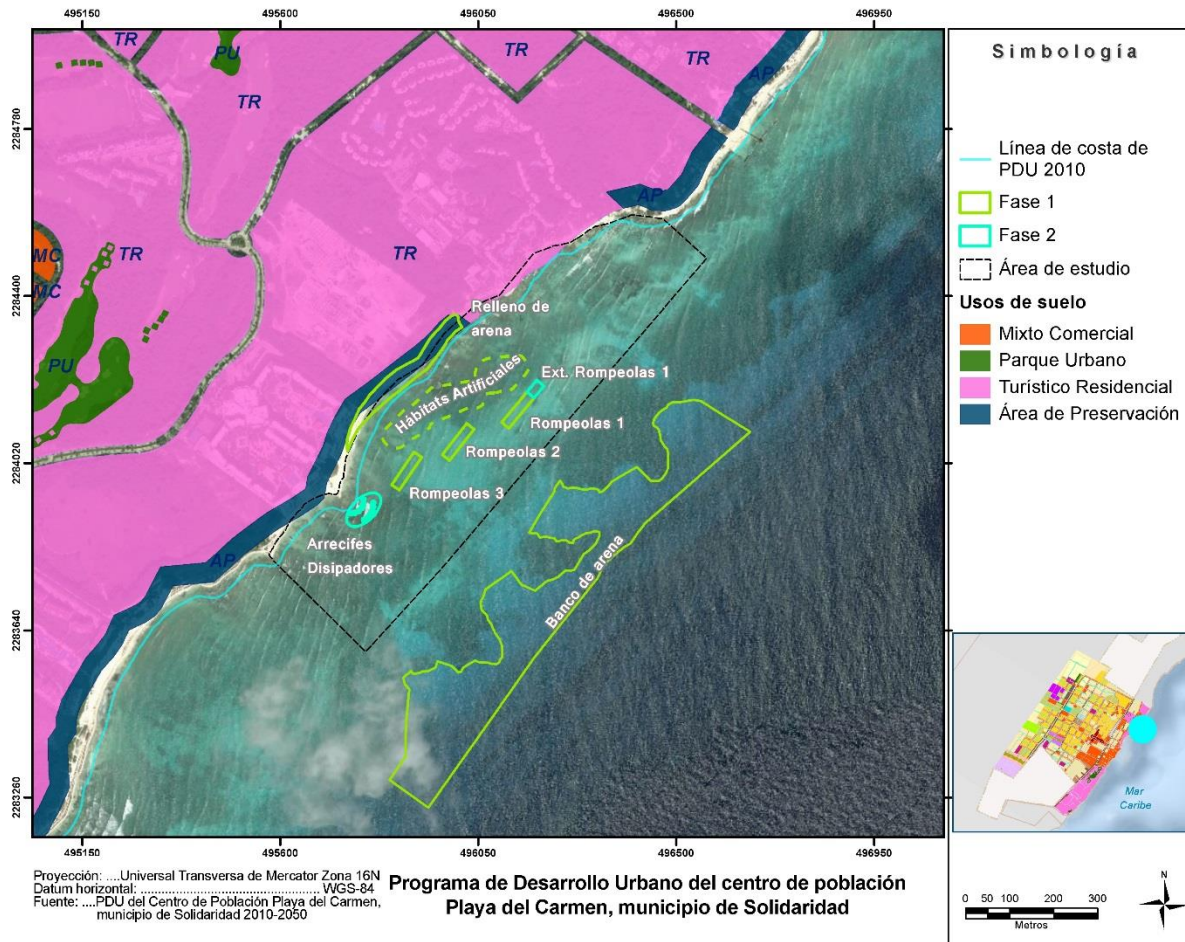 495150 495600 496050 496500 496950
2284780
2284400
2284020
2283640
2283260
TR
PU
TR
TR
TR
AP
AP
MC
TR
MC
TR
PU
Relleno de
arena
Hábitats Artificiales
Ext. Rompeolas 1
Rompeolas 1
Rompeolas 2
Rompeolas 3
Arrecifes
Disipadores
AP
Banco de arena
495150 495600 496050 496500 496950
Simbología
Línea de costa de
PDU 2010
Fase 1
Fase 2
Área de estudio
Usos de suelo
Mixto Comercial
Parque Urbano
Turístico Residencial
Área de Preservación
Mar
Caribe
N
0 50 100 200 300
Metros
Proyección: ....Universal Transversa de Mercator Zona 16N
Datum horizontal: ........................................ WGS-84
Fuente: ....PDU del Centro de Población Playa del Carmen,
municipio de Solidaridad 2010-2050
Programa de Desarrollo Urbano del centro de población
Playa del Carmen, municipio de Solidaridad